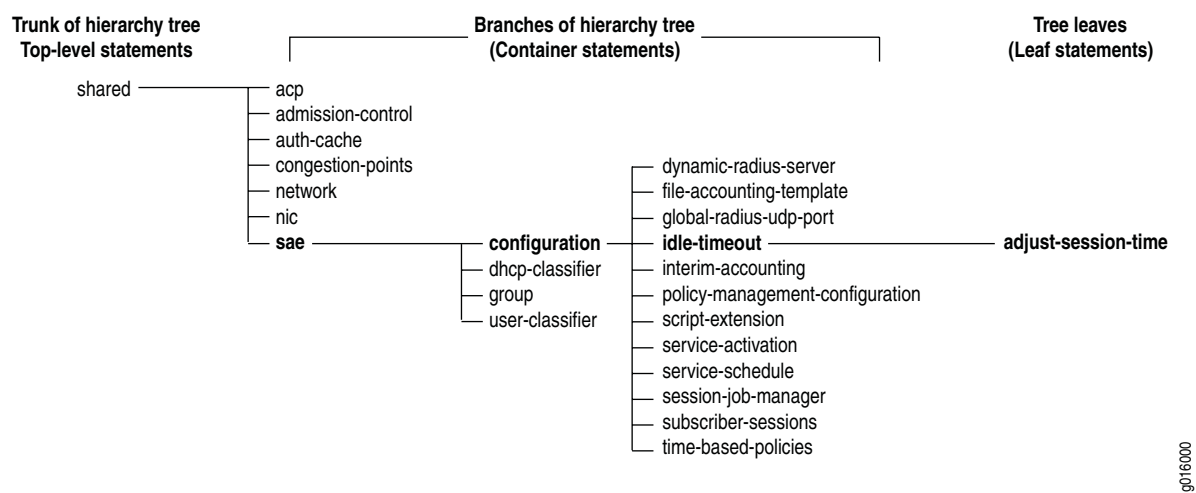 Trunk of hierarchy tree
Top-level statements
Branches of hierarchy tree
(Container statements)
Tree leaves
(Leaf statements)
shared
acp
admission-control
auth-cache
congestion-points
network
nic
sae
configuration
dhcp-classifier
group
user-classifier
dynamic-radius-server
file-accounting-template
global-radius-udp-port
idle-timeout
interim-accounting
policy-management-configuration
script-extension
service-activation
service-schedule
session-job-manager
subscriber-sessions
time-based-policies
adjust-session-time
g016000